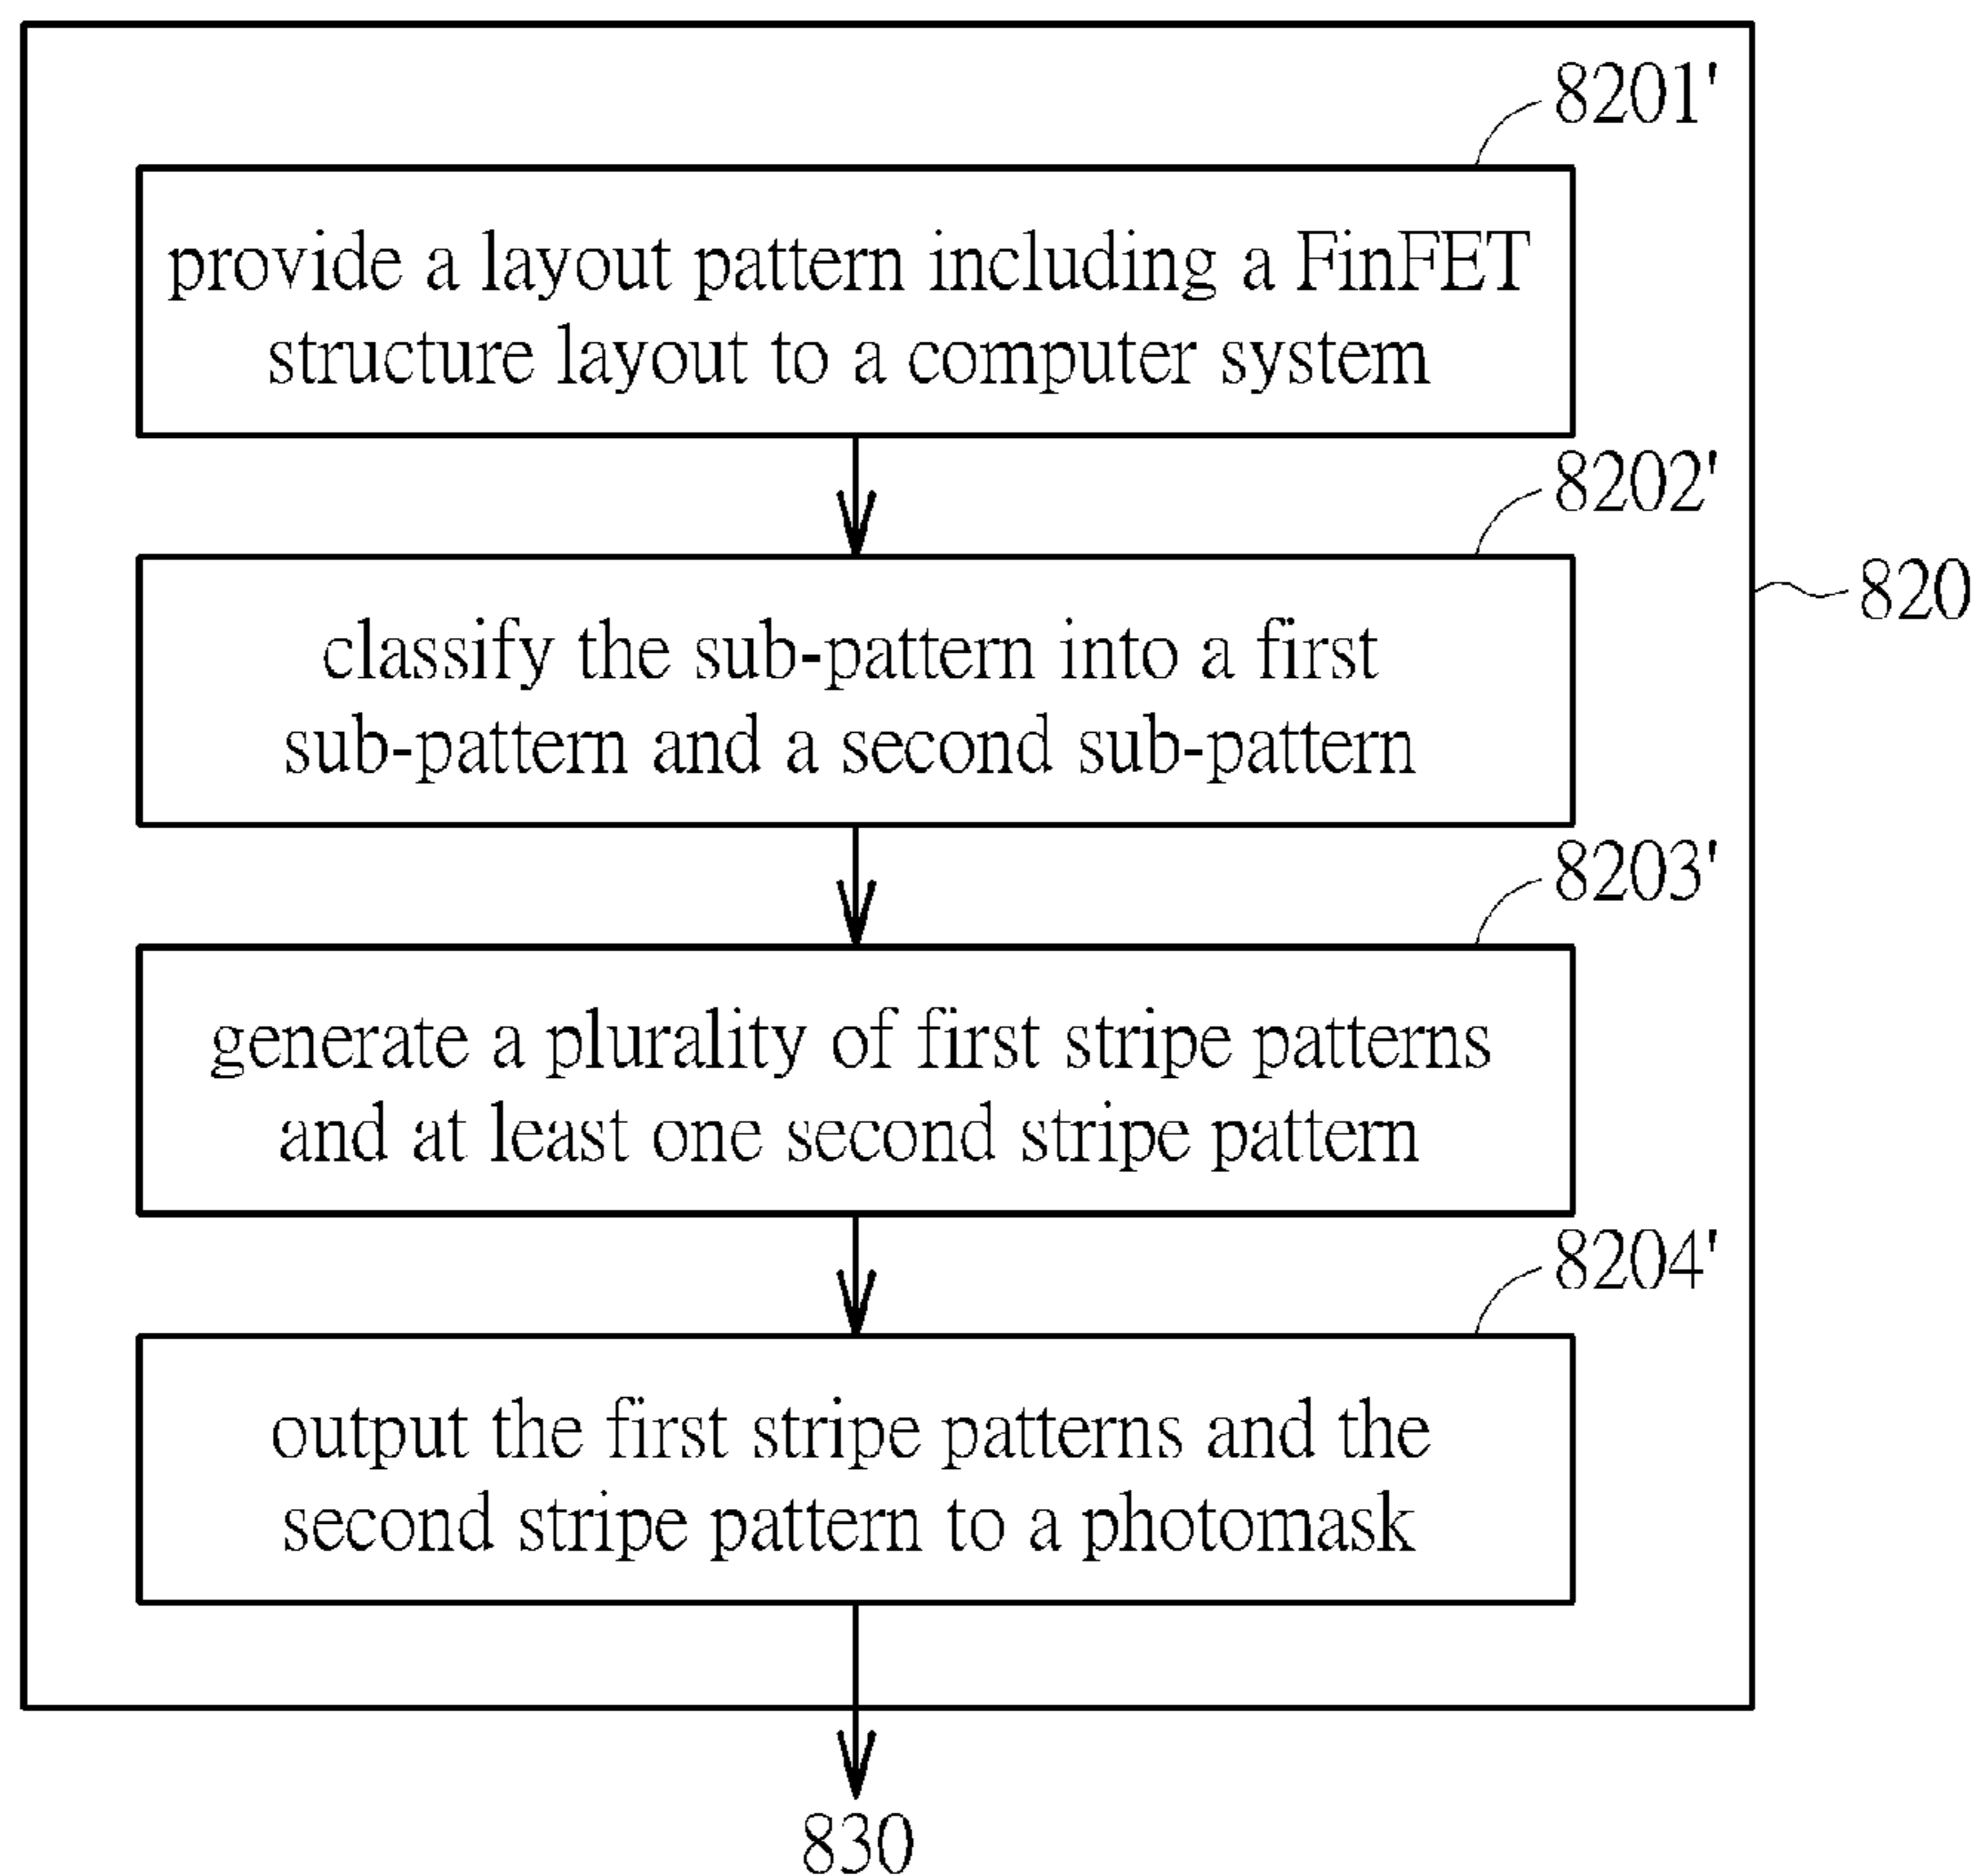 8201'
provide a layout pattern including a FinFET
structure layout to a computer system
8202'
820
classify the sub-pattern into a first
sub-pattern and a second sub-pattern
8203'
generate a plurality of first stripe patterns
and at least one second stripe pattern
8204'
output the first stripe patterns and the
second stripe pattern to a photomask
830